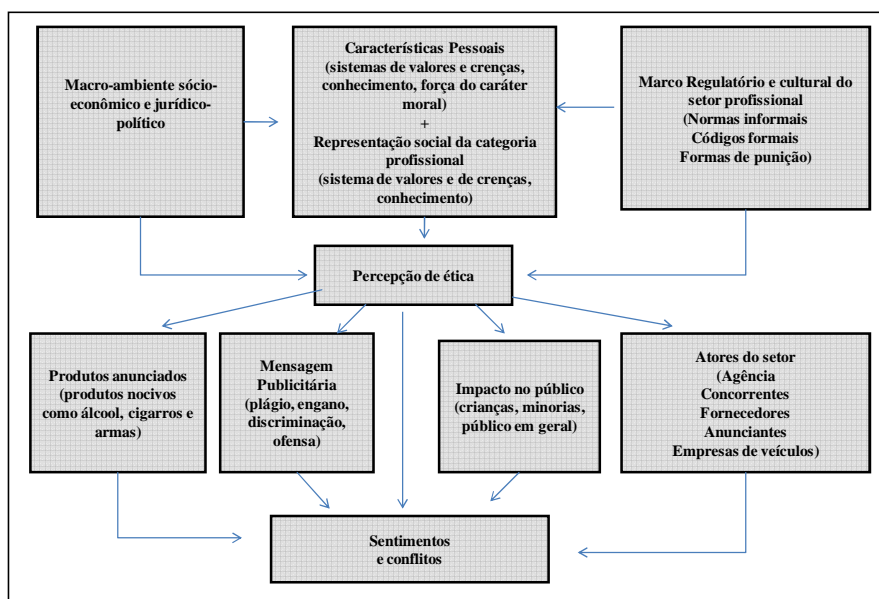 Macro-ambiente sócio-
econômico e jurídico-
político
Características Pessoais
(sistemas de valores e crenças,
conhecimento, força do caráter
moral)
+
Representação social da categoria
profissional
(sistema de valores e de crenças,
conhecimento)
Marco Regulatório e cultural do
setor profissional
(Normas informais
Códigos formais
Formas de punição)
Percepção de ética
Produtos anunciados
(produtos nocivos
como álcool, cigarros e
armas)
Mensagem
Publicitária
(plágio, engano,
discriminação,
ofensa)
Impacto no público
(crianças, minorias,
público em geral)
Atores do setor
(Agência
Concorrentes
Fornecedores
Anunciantes
Empresas de veículos)
Sentimentos
e conflitos